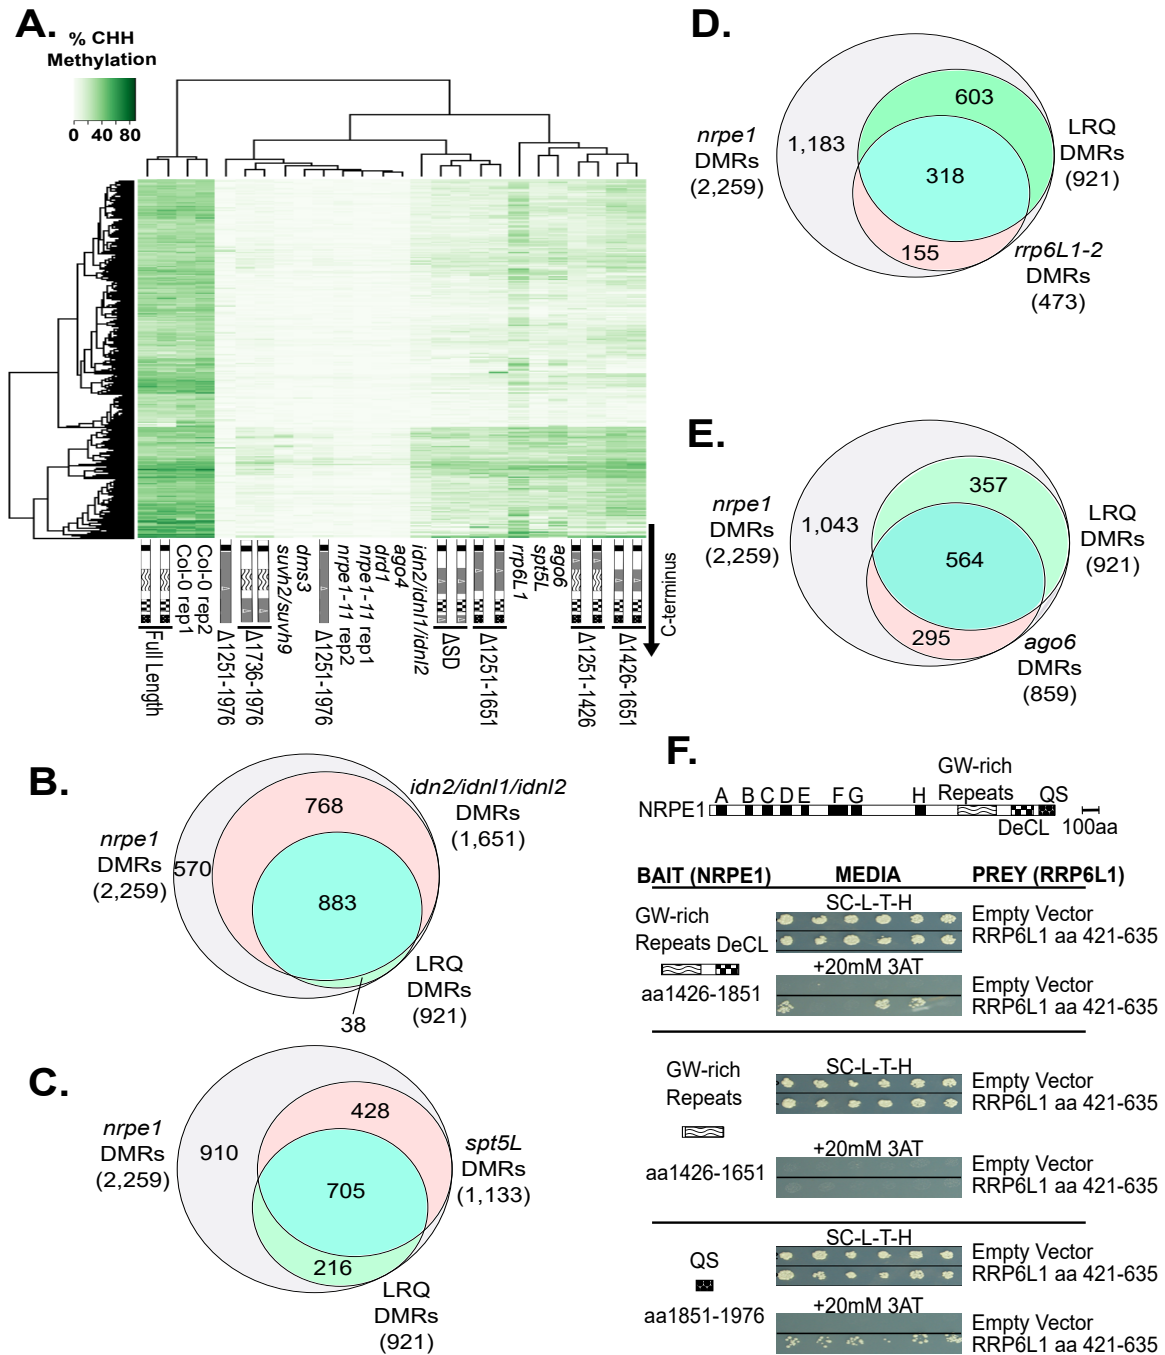 A.
% CHH
Methylation
0 40 80
Full Length
Col-0 rep1
Col-0 rep2
Δ1251-1976
Δ1736-1976
suvh2/suvh9
dms3
Δ1251-1976
nrpe1-11 rep2
nrpe1-11 rep1
drd1
ago4
idn2/idnl1/idnl2
ΔSD
Δ1251-1651
rrp6L1
spt5L
ago6
Δ1251-1426
Δ1426-1651
C-terminus
B.
nrpe1
DMRs
(2,259)
570
768
883
38
idn2/idnl1/idnl2
DMRs
(1,651)
LRQ
DMRs
(921)
C.
nrpe1
DMRs
(2,259)
910
428
705
216
spt5L
DMRs
(1,133)
LRQ
DMRs
(921)
D.
nrpe1
DMRs
(2,259)
1,183
603
318
155
LRQ
DMRs
(921)
rrp6L1-2
DMRs
(473)
E.
nrpe1
DMRs
(2,259)
1,043
357
564
295
LRQ
DMRs
(921)
ago6
DMRs
(859)
F.
GW-rich
Repeats
A B C D E F G H QS
NRPE1
DeCL
100aa
BAIT (NRPE1) MEDIA PREY (RRP6L1)
SC-L-T-H
GW-rich
Repeats DeCL
Empty Vector
RRP6L1 aa 421-635
+20mM 3AT
aa1426-1851
Empty Vector
RRP6L1 aa 421-635
SC-L-T-H
GW-rich
Repeats
Empty Vector
RRP6L1 aa 421-635
+20mM 3AT
aa1426-1651
Empty Vector
RRP6L1 aa 421-635
SC-L-T-H
QS
Empty Vector
RRP6L1 aa 421-635
+20mM 3AT
aa1851-1976
Empty Vector
RRP6L1 aa 421-635